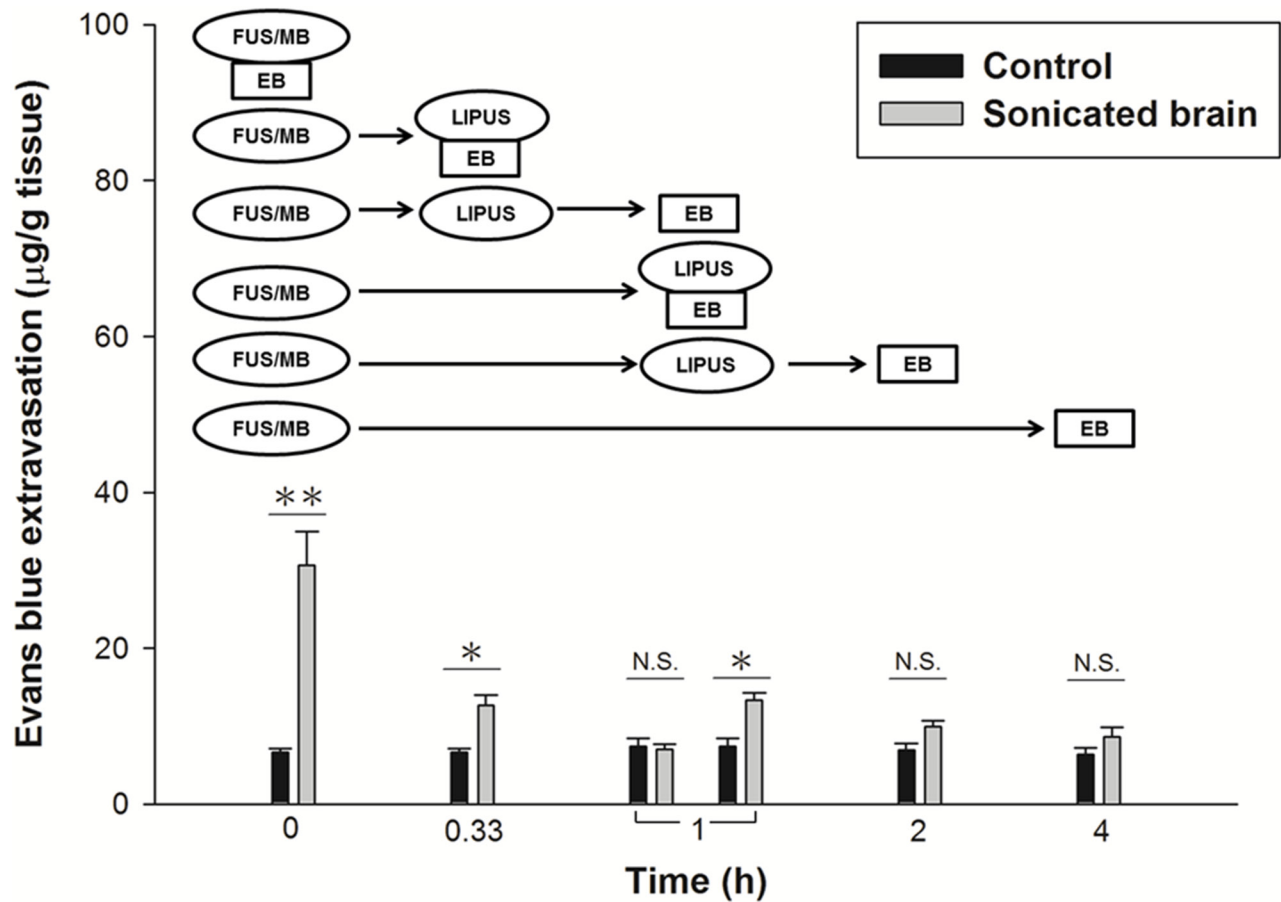 Evans blue extravasation (μg/g tissue)
100
80
60
40
20
0
FUS/MB
EB
FUS/MB
LIPUS
EB
FUS/MB
LIPUS
EB
FUS/MB
LIPUS
EB
FUS/MB
LIPUS
EB
FUS/MB
EB
Control
Sonicated brain
**
*
N.S.
*
N.S.
N.S.
0
0.33
1
2
4
Time (h)